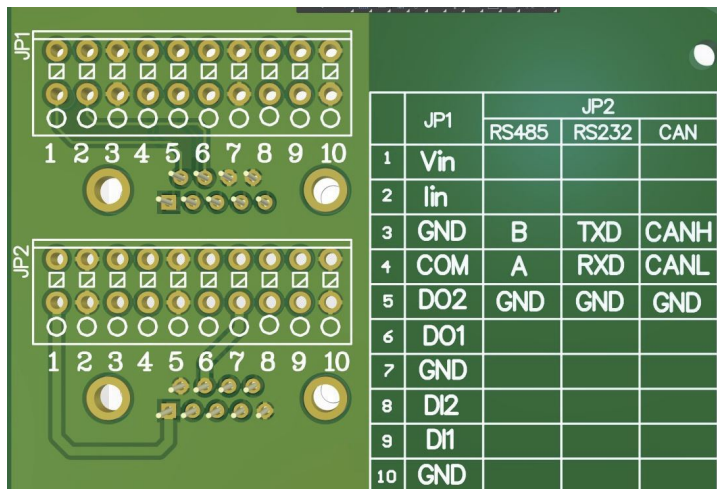 JP1
1 2 3 4 5 6 7 8 9 10
JP2
1 2 3 4 5 6 7 8 9 10
JP1 JP2
RS485 RS232 CAN
1 Vin
2 Iin
3 GND B TXD CANH
4 COM A RXD CANL
5 DO2 GND GND GND
6 DO1
7 GND
8 DI2
9 DI1
10 GND